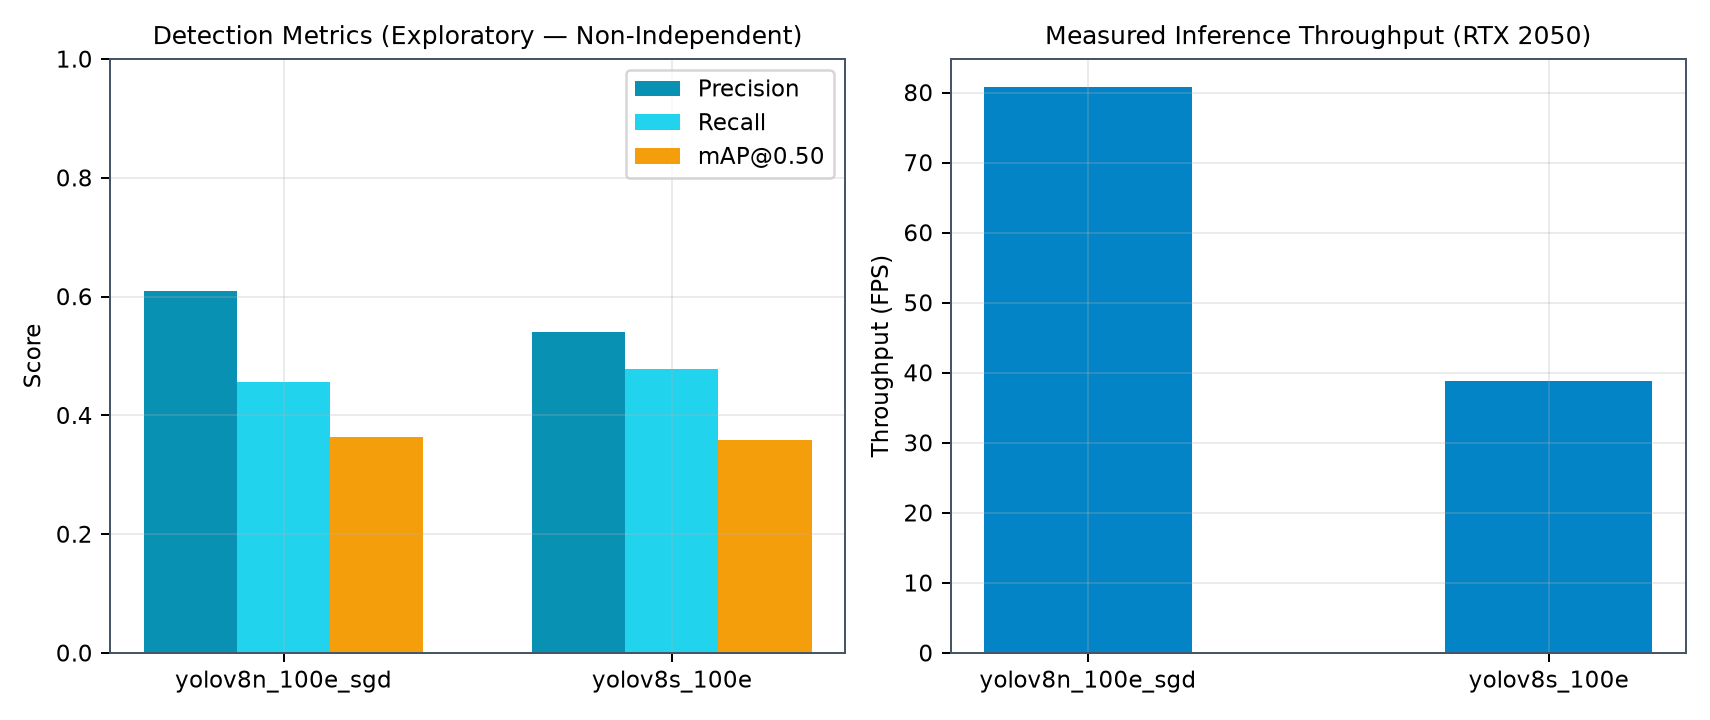 Detection Metrics (Exploratory — Non-Independent)
1.0
0.8
0.6
0.4
0.2
0.0
Score
Precision
Recall
mAP@0.50
yolov8n_100e_sgd
yolov8s_100e
Measured Inference Throughput (RTX 2050)
80
70
60
50
40
30
20
10
0
Throughput (FPS)
yolov8n_100e_sgd
yolov8s_100e